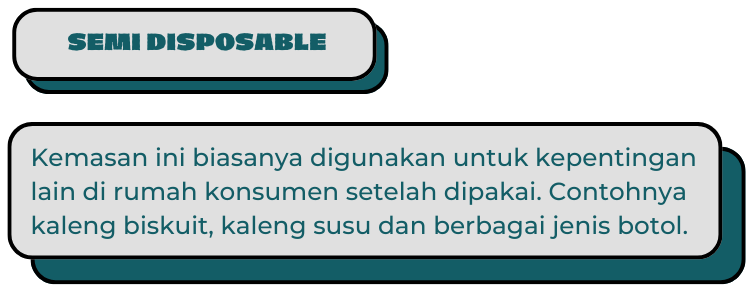 SEMI DISPOSABLE
Kemasan ini biasanya digunakan untuk kepentingan
lain di rumah konsumen setelah dipakai. Contohnya
kaleng biskuit, kaleng susu dan berbagai jenis botol.